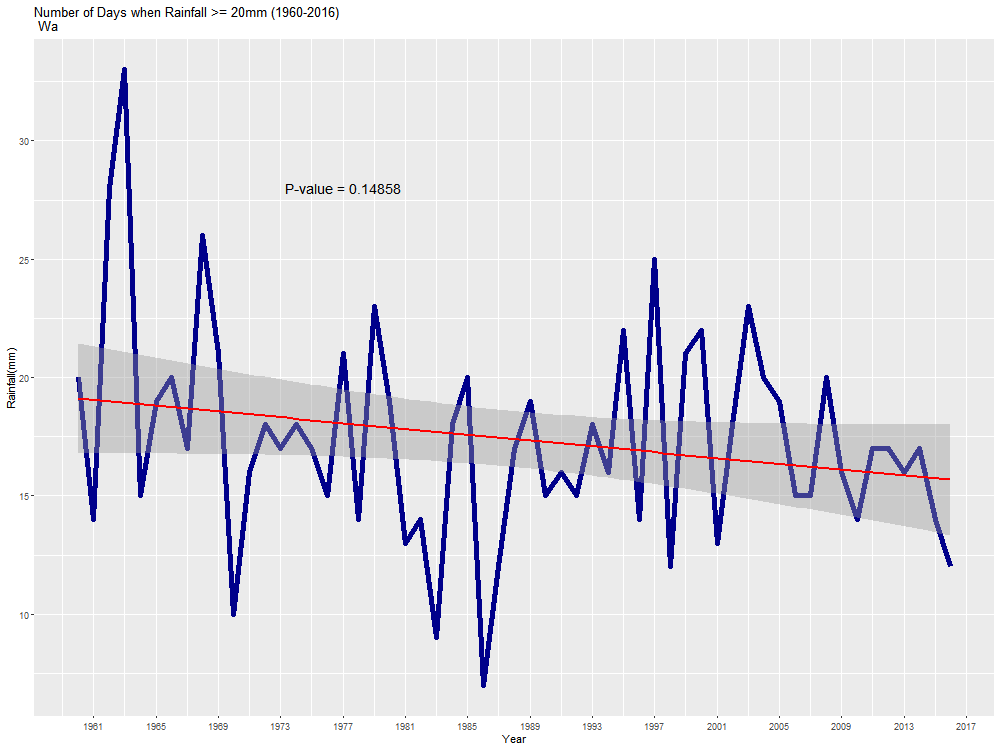 Number of Days when Rainfall >= 20mm (1960-2016)
Wa
P-value = 0.14858
Rainfall(mm)
30
25
20
15
10
1961 1965 1969 1973 1977 1981 1985 1989 1993 1997 2001 2005 2009 2013 2017
Year